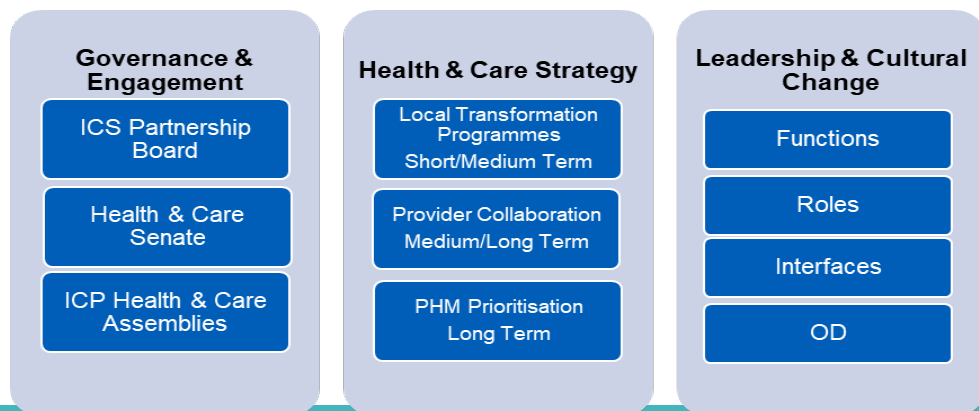 Governance &
Engagement
ICS Partnership
Board
Health & Care
Senate
ICP Health & Care
Assemblies
Health & Care Strategy
Local Transformation
Programmes
Short/Medium Term
Provider Collaboration
Medium/Long Term
PHM Prioritisation
Long Term
Leadership & Cultural
Change
Functions
Roles
Interfaces
OD